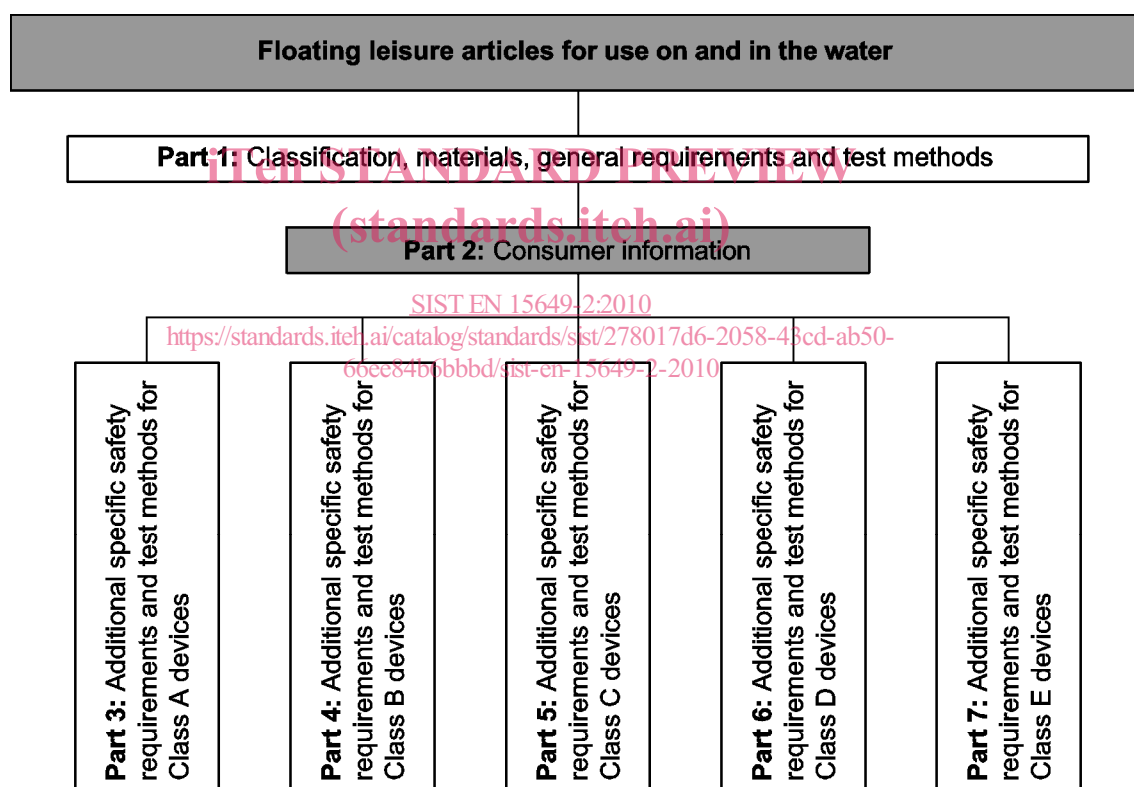 Floating leisure articles for use on and in the water
Part 1: Classification, materials, general requirements and test methods
iTeh STANDARD PREVIEW
(standards.iteh.ai)
Part 2: Consumer information
SIST EN 15649-2:2010
https://standards.iteh.ai/catalog/standards/sist/278017d6-2058-43cd-ab50-
66ee84b6bbbd/sist-en-15649-2-2010
Part 3: Additional specific safety
requirements and test methods for
Class A devices
Part 4: Additional specific safety
requirements and test methods for
Class B devices
Part 5: Additional specific safety
requirements and test methods for
Class C devices
Part 6: Additional specific safety
requirements and test methods for
Class D devices
Part 7: Additional specific safety
requirements and test methods for
Class E devices